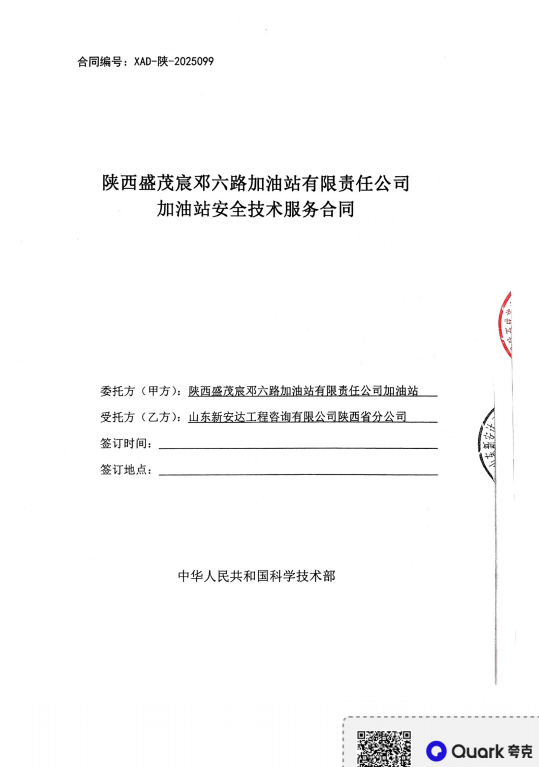 合同编号：XAD-陕-2025099
陕西盛茂宸邓六路加油站有限责任公司
加油站安全技术服务合同
委托方（甲方）：陕西盛茂宸邓六路加油站有限责任公司加油站
受托方（乙方）：山东新安达工程咨询有限公司陕西省分公司
签订时间：
签订地点：
中华人民共和国科学技术部
Quark 夸克